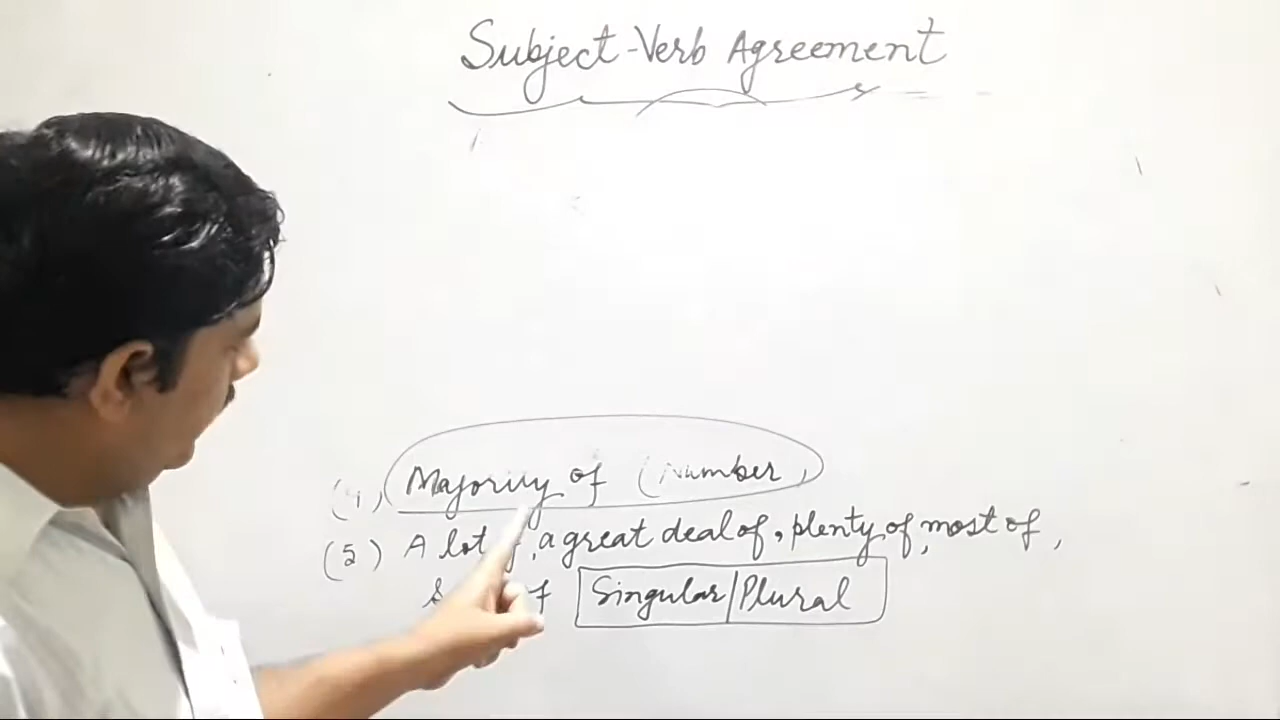 Subject-Verb Agreement
(4) Majority of (Number)
(5) A lot of, a great deal of, plenty of, most of,
of Singular/Plural